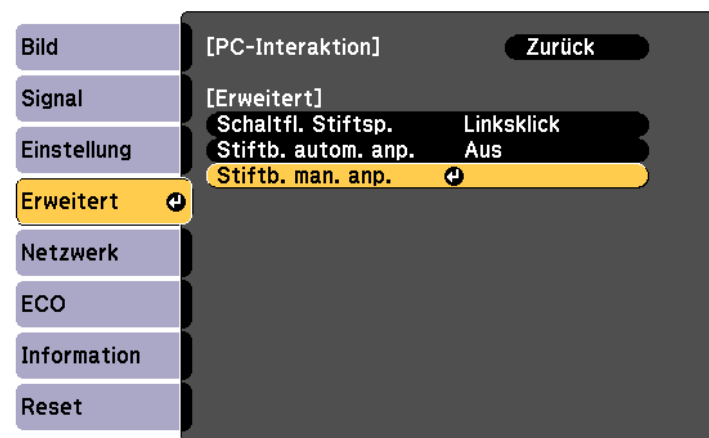 Bild
Signal
Einstellung
Erweitert
Netzwerk
ECO
Information
Reset
[PC-Interaktion] Zurück
[Erweitert]
Schaltfl. Stiftsp. Linksklick
Stiftb. autom. anp. Aus
Stiftb. man. anp.